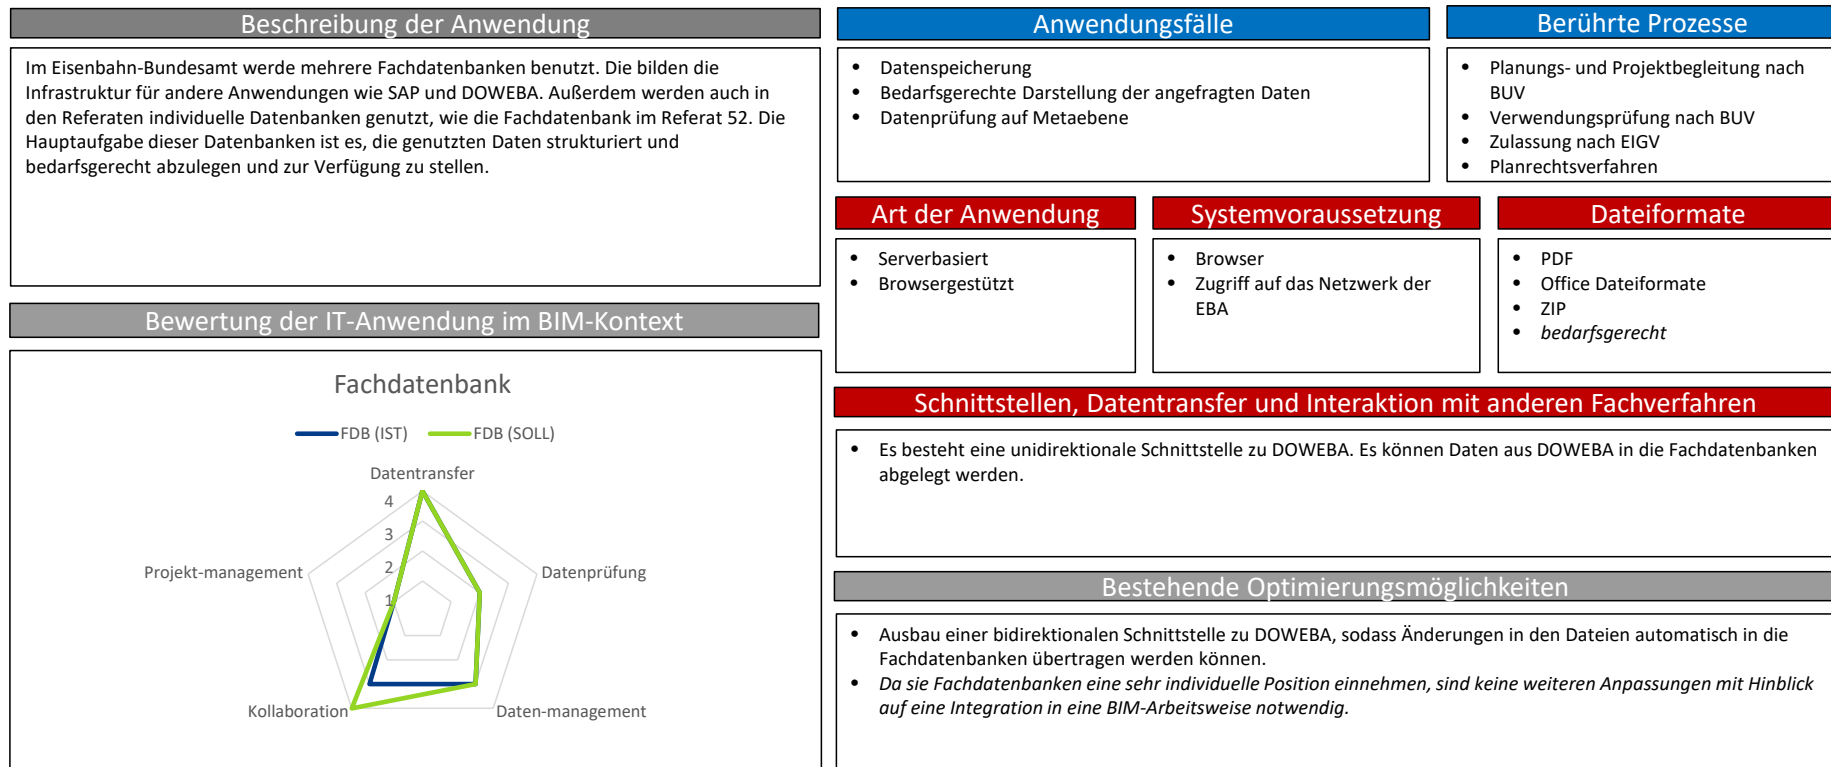 Beschreibung der Anwendung
Im Eisenbahn-Bundesamt werde mehrere Fachdatenbanken benutzt. Die bilden die
Infrastruktur für andere Anwendungen wie SAP und DOWEBA. Außerdem werden auch in
den Referaten individuelle Datenbanken genutzt, wie die Fachdatenbank im Referat 52. Die
Hauptaufgabe dieser Datenbanken ist es, die genutzten Daten strukturiert und
bedarfsgerecht abzulegen und zur Verfügung zu stellen.
Bewertung der IT-Anwendung im BIM-Kontext
Fachdatenbank
FDB (IST) FDB (SOLL)
Datentransfer
4
3
2
1
Projekt-management
Datenprüfung
Kollaboration
Daten-management
Anwendungsfälle
• Datenspeicherung
• Bedarfsgerechte Darstellung der angefragten Daten
• Datenprüfung auf Metaebene
Berührte Prozesse
• Planungs- und Projektbegleitung nach
BUV
• Verwendungsprüfung nach BUV
• Zulassung nach EIGV
• Planrechtsverfahren
Art der Anwendung
• Serverbasiert
• Browsergestützt
Systemvoraussetzung
• Browser
• Zugriff auf das Netzwerk der
EBA
Dateiformate
• PDF
• Office Dateiformate
• ZIP
• bedarfsgerecht
Schnittstellen, Datentransfer und Interaktion mit anderen Fachverfahren
• Es besteht eine unidirektionale Schnittstelle zu DOWEBA. Es können Daten aus DOWEBA in die Fachdatenbanken
abgelegt werden.
Bestehende Optimierungsmöglichkeiten
• Ausbau einer bidirektionalen Schnittstelle zu DOWEBA, sodass Änderungen in den Dateien automatisch in die
Fachdatenbanken übertragen werden können.
• Da sie Fachdatenbanken eine sehr individuelle Position einnehmen, sind keine weiteren Anpassungen mit Hinblick
auf eine Integration in eine BIM-Arbeitsweise notwendig.